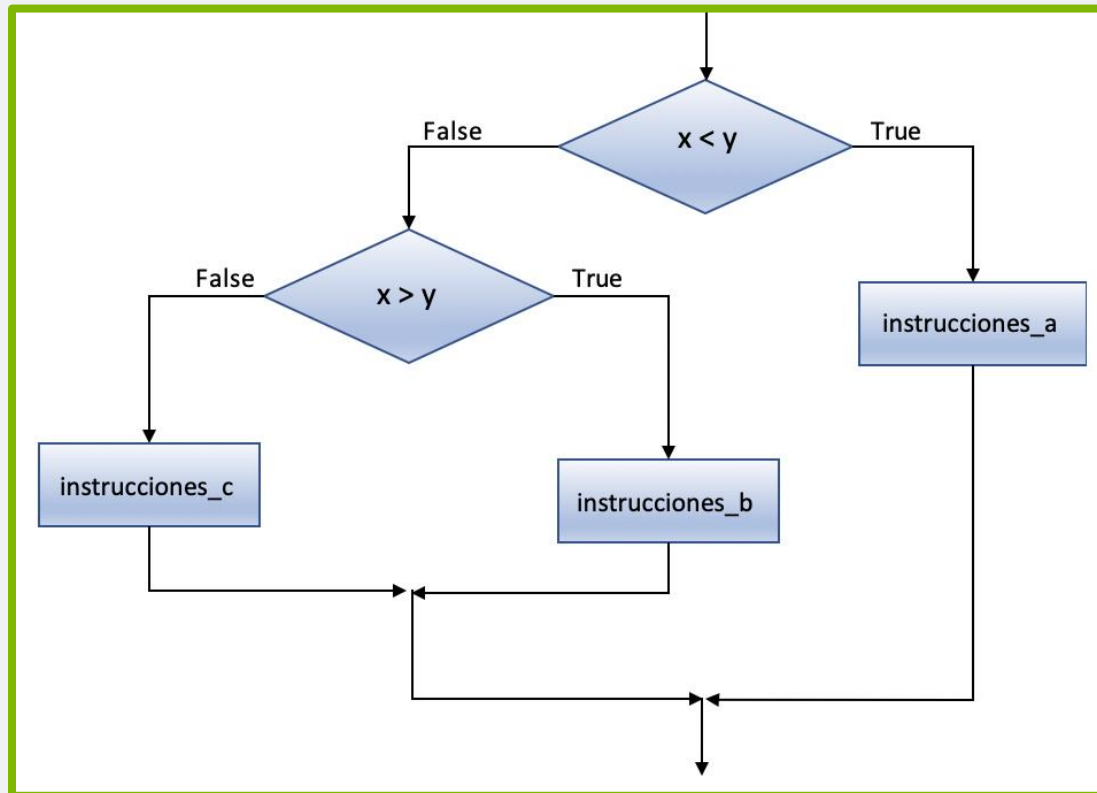 x < y
False
True
x > y
False
True
instrucciones_a
instrucciones_c
instrucciones_b